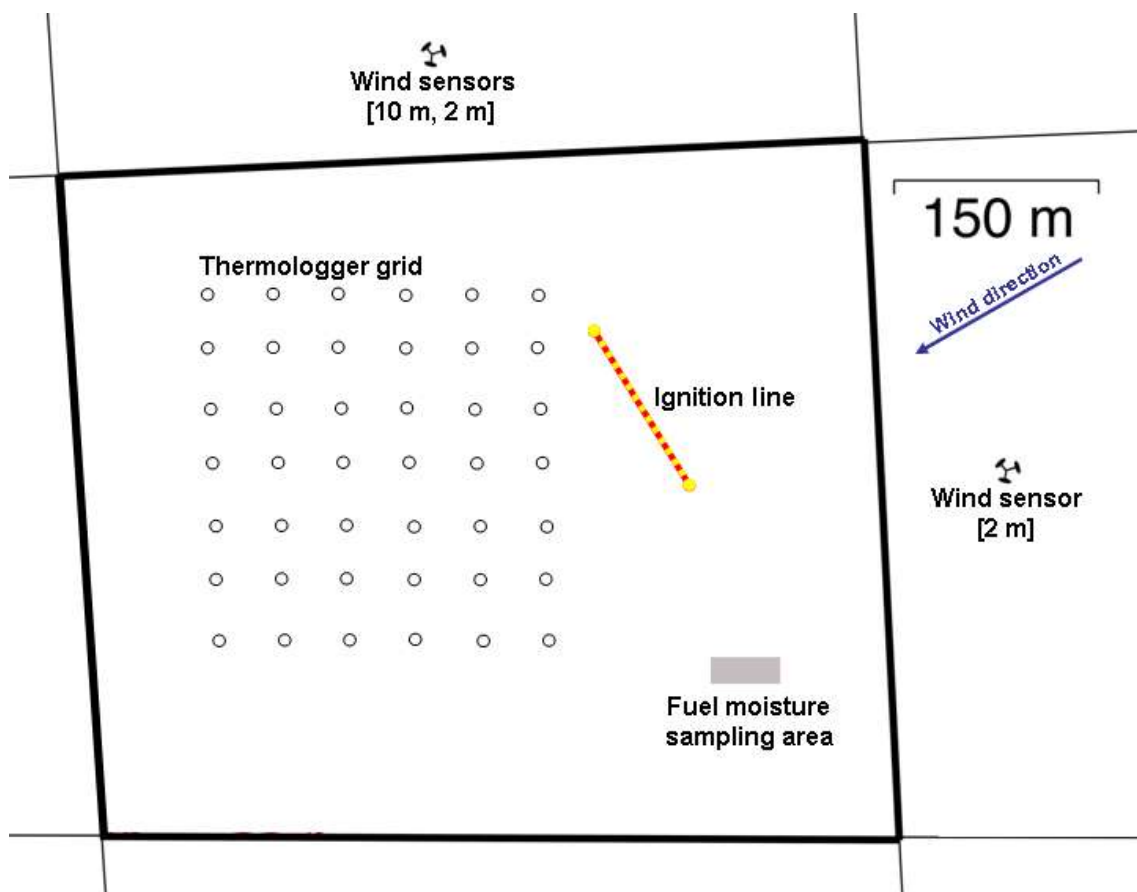 Wind sensors
[10 m, 2 m]
150 m
Thermologger grid
Wind direction
Ignition line
Wind sensor
[2 m]
Fuel moisture
sampling area